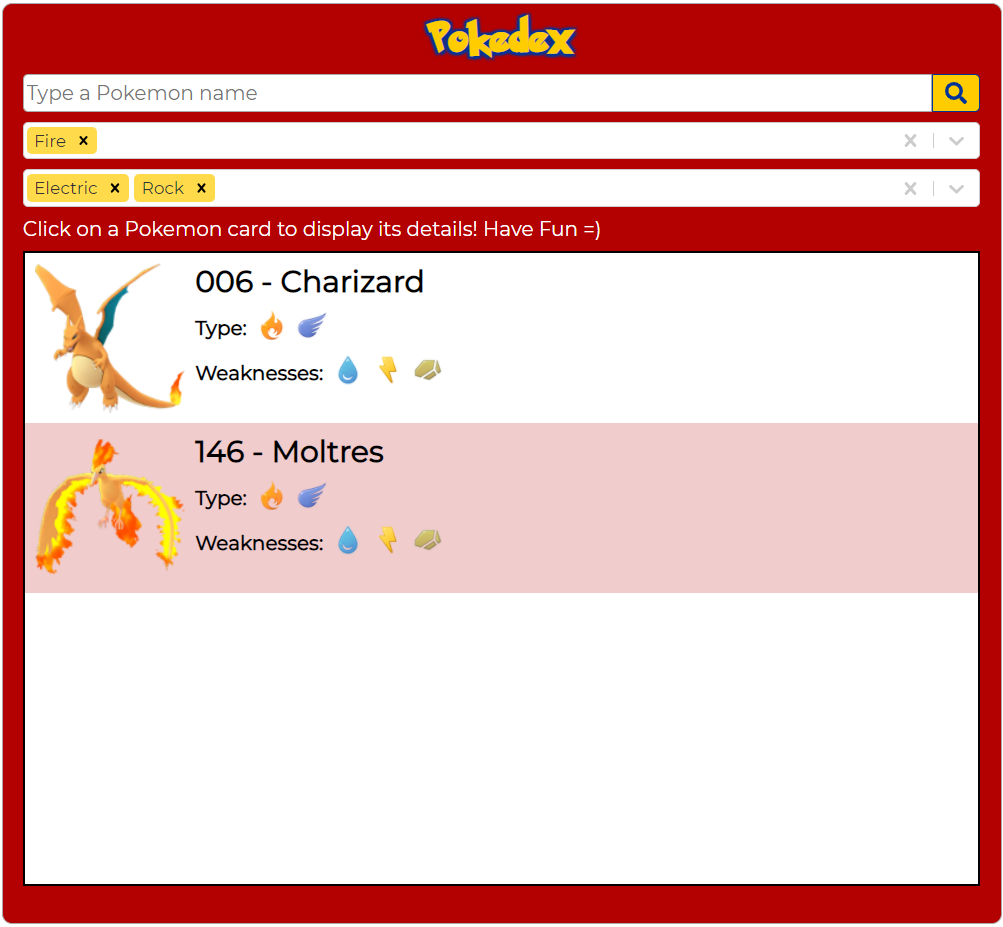 Pokedex
Type a Pokemon name
Fire
Electric Rock
Click on a Pokemon card to display its details! Have Fun =)
006 - Charizard
Type:
Weaknesses:
146 - Moltres
Type:
Weaknesses: